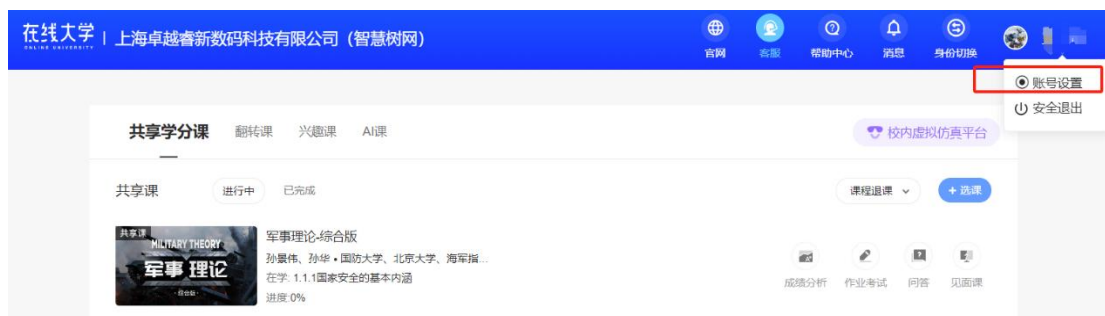 在线大学 | 上海卓越睿新数码科技有限公司（智慧树网）
ONLINE UNIVERSITY
官网 客服 帮助中心 消息 身份切换
账号设置
安全退出
共享学分课 翻转课 兴趣课 AI课 校内虚拟仿真平台
共享课 进行中 已完成 课程退课 +选课
共享课
MILITARY THEORY
军事 理论
·综合版·
军事理论-综合版
孙景伟、孙华 • 国防大学、北京大学、海军指...
在学: 1.1.1国家安全的基本内涵
进度:0%
成绩分析 作业考试 问答 见面课